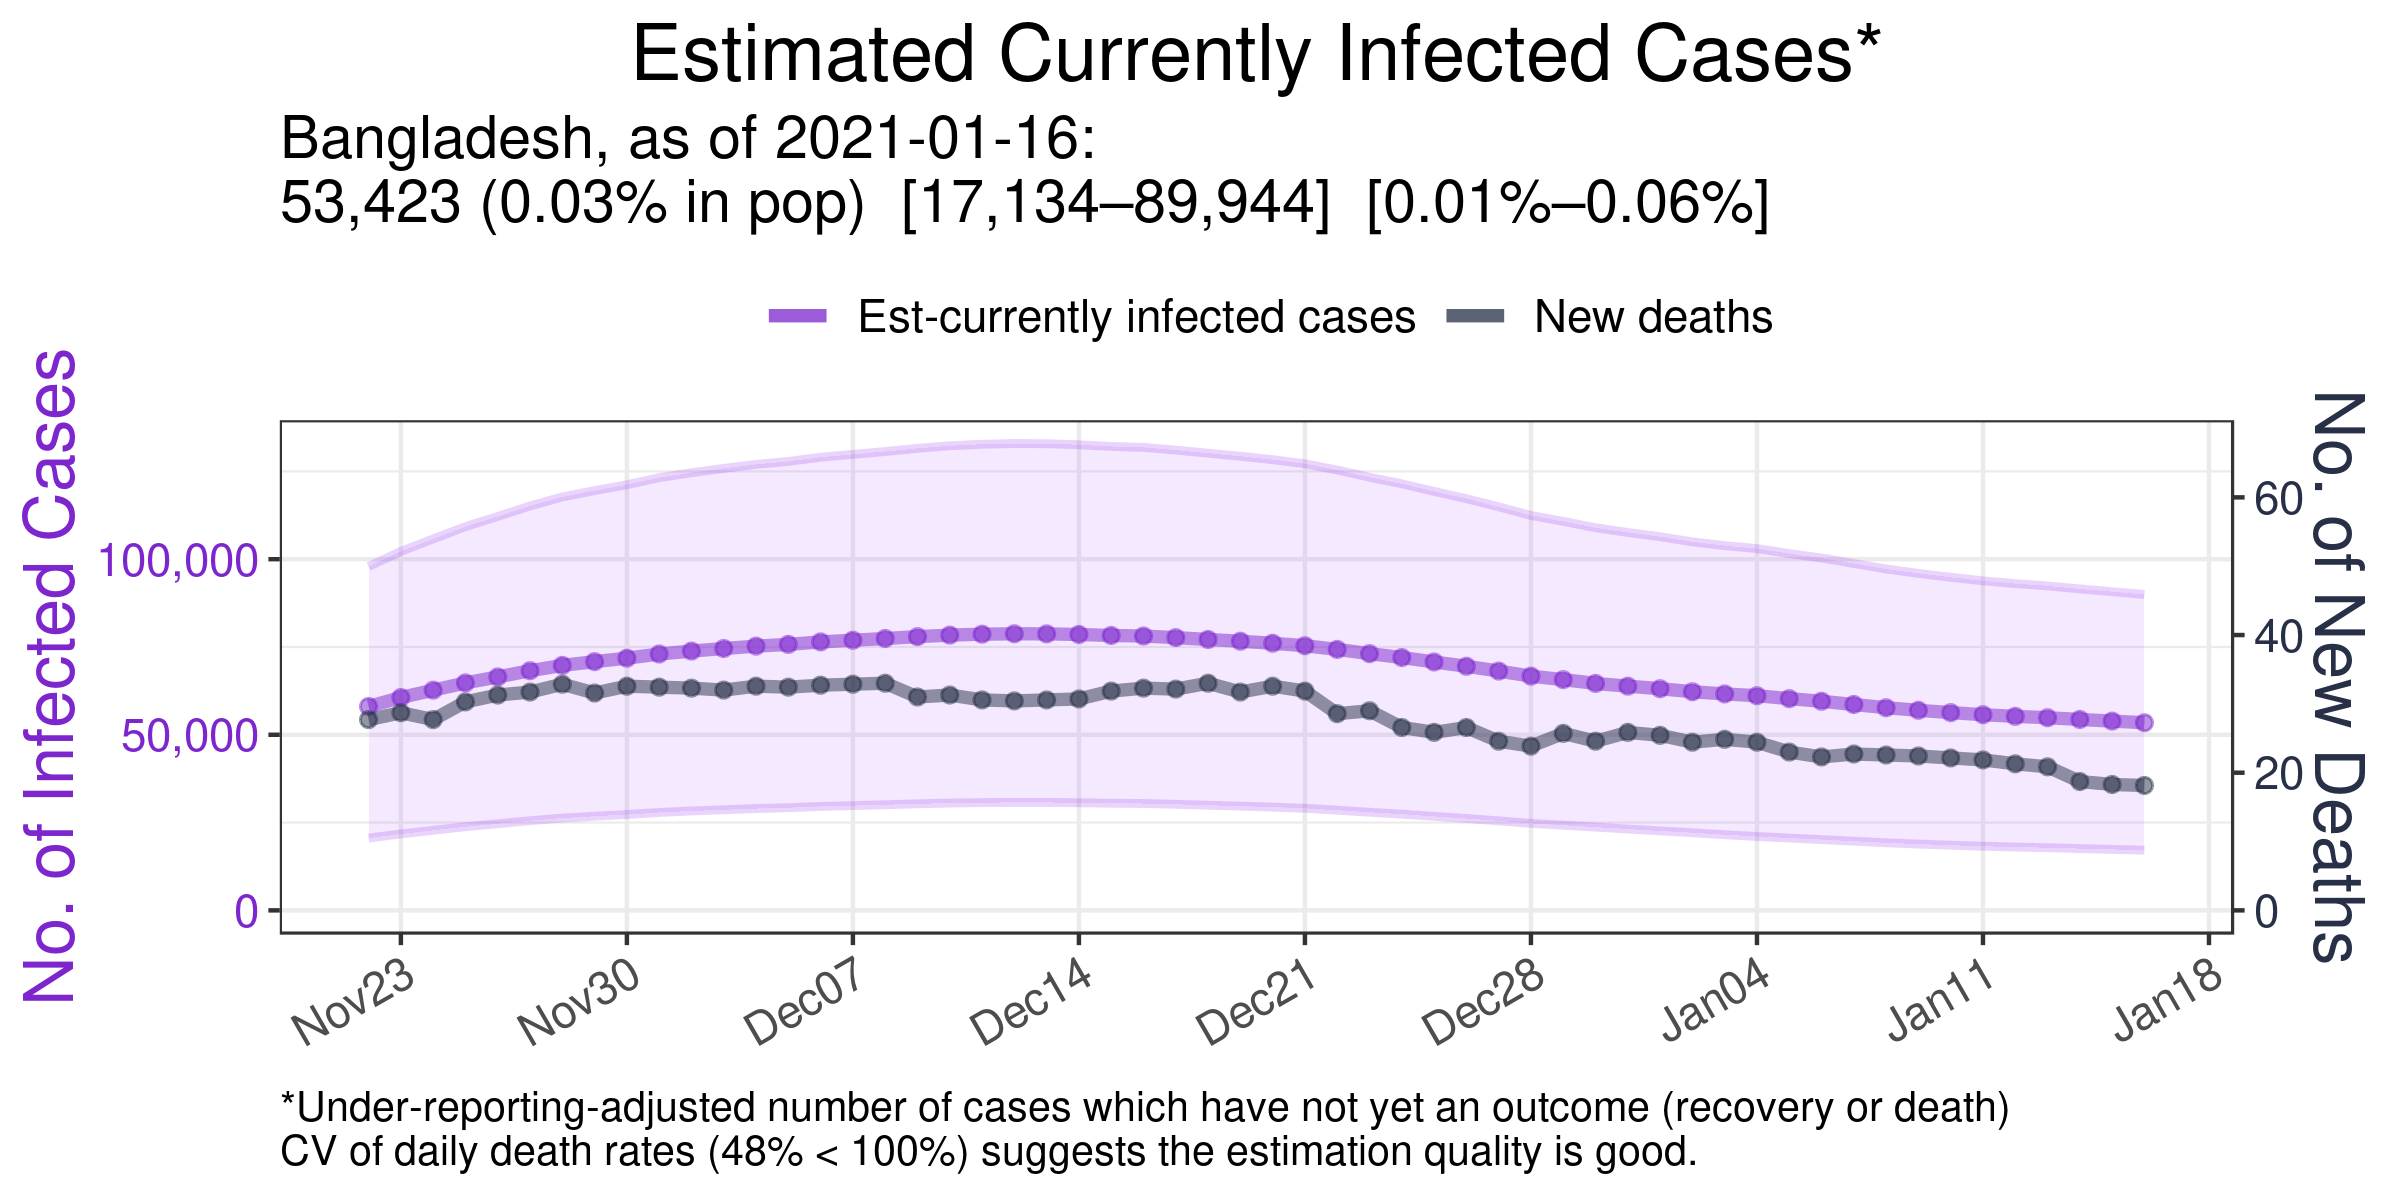 Estimated Currently Infected Cases*
Bangladesh, as of 2021-01-16:
53,423 (0.03% in pop)  [17,134–89,944]  [0.01%–0.06%]
Est-currently infected cases
New deaths
No. of Infected Cases
100,000
50,000
0
60
40
20
0
No. of New Deaths
Nov23
Nov30
Dec07
Dec14
Dec21
Dec28
Jan04
Jan11
Jan18
*Under-reporting-adjusted number of cases which have not yet an outcome (recovery or death)
CV of daily death rates (48% < 100%) suggests the estimation quality is good.